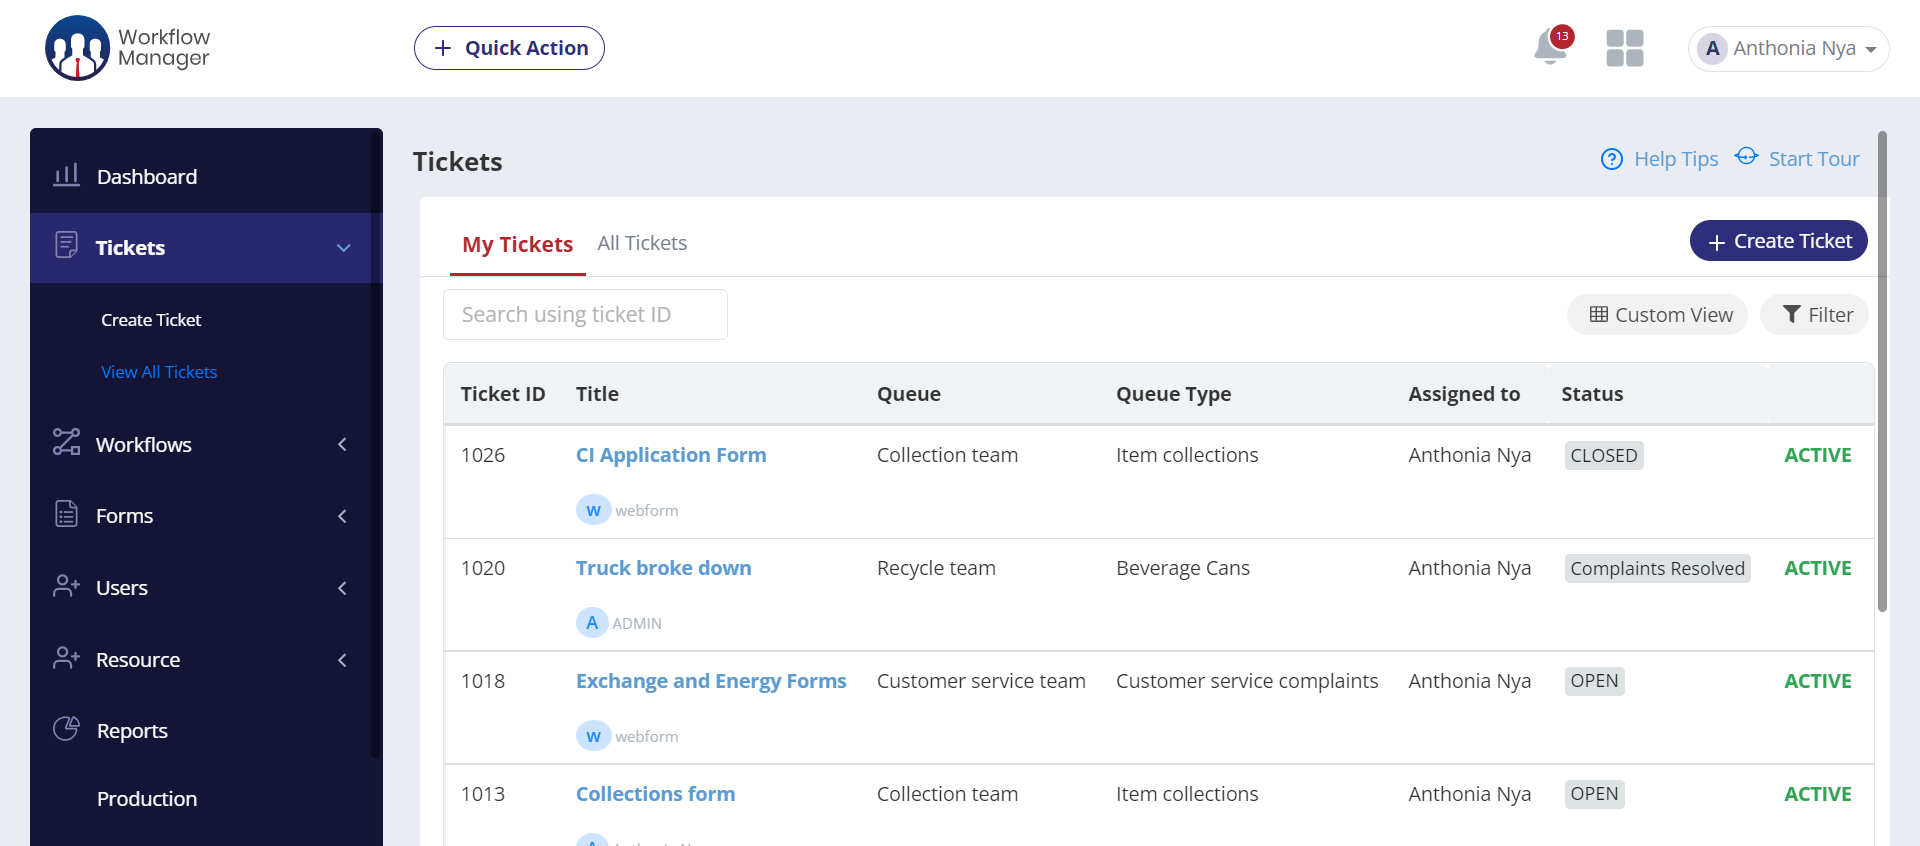 Workflow
Manager
+ Quick Action
13
A Anthonia Nya
Dashboard
Tickets
Create Ticket
View All Tickets
Workflows
Forms
Users
Resource
Reports
Production
Tickets
? Help Tips Start Tour
My Tickets All Tickets
+ Create Ticket
Search using ticket ID
Custom View Filter
Ticket ID Title Queue Queue Type Assigned to Status
1026 CI Application Form Collection team Item collections Anthonia Nya CLOSED ACTIVE
w webform
1020 Truck broke down Recycle team Beverage Cans Anthonia Nya Complaints Resolved ACTIVE
A ADMIN
1018 Exchange and Energy Forms Customer service team Customer service complaints Anthonia Nya OPEN ACTIVE
w webform
1013 Collections form Collection team Item collections Anthonia Nya OPEN ACTIVE